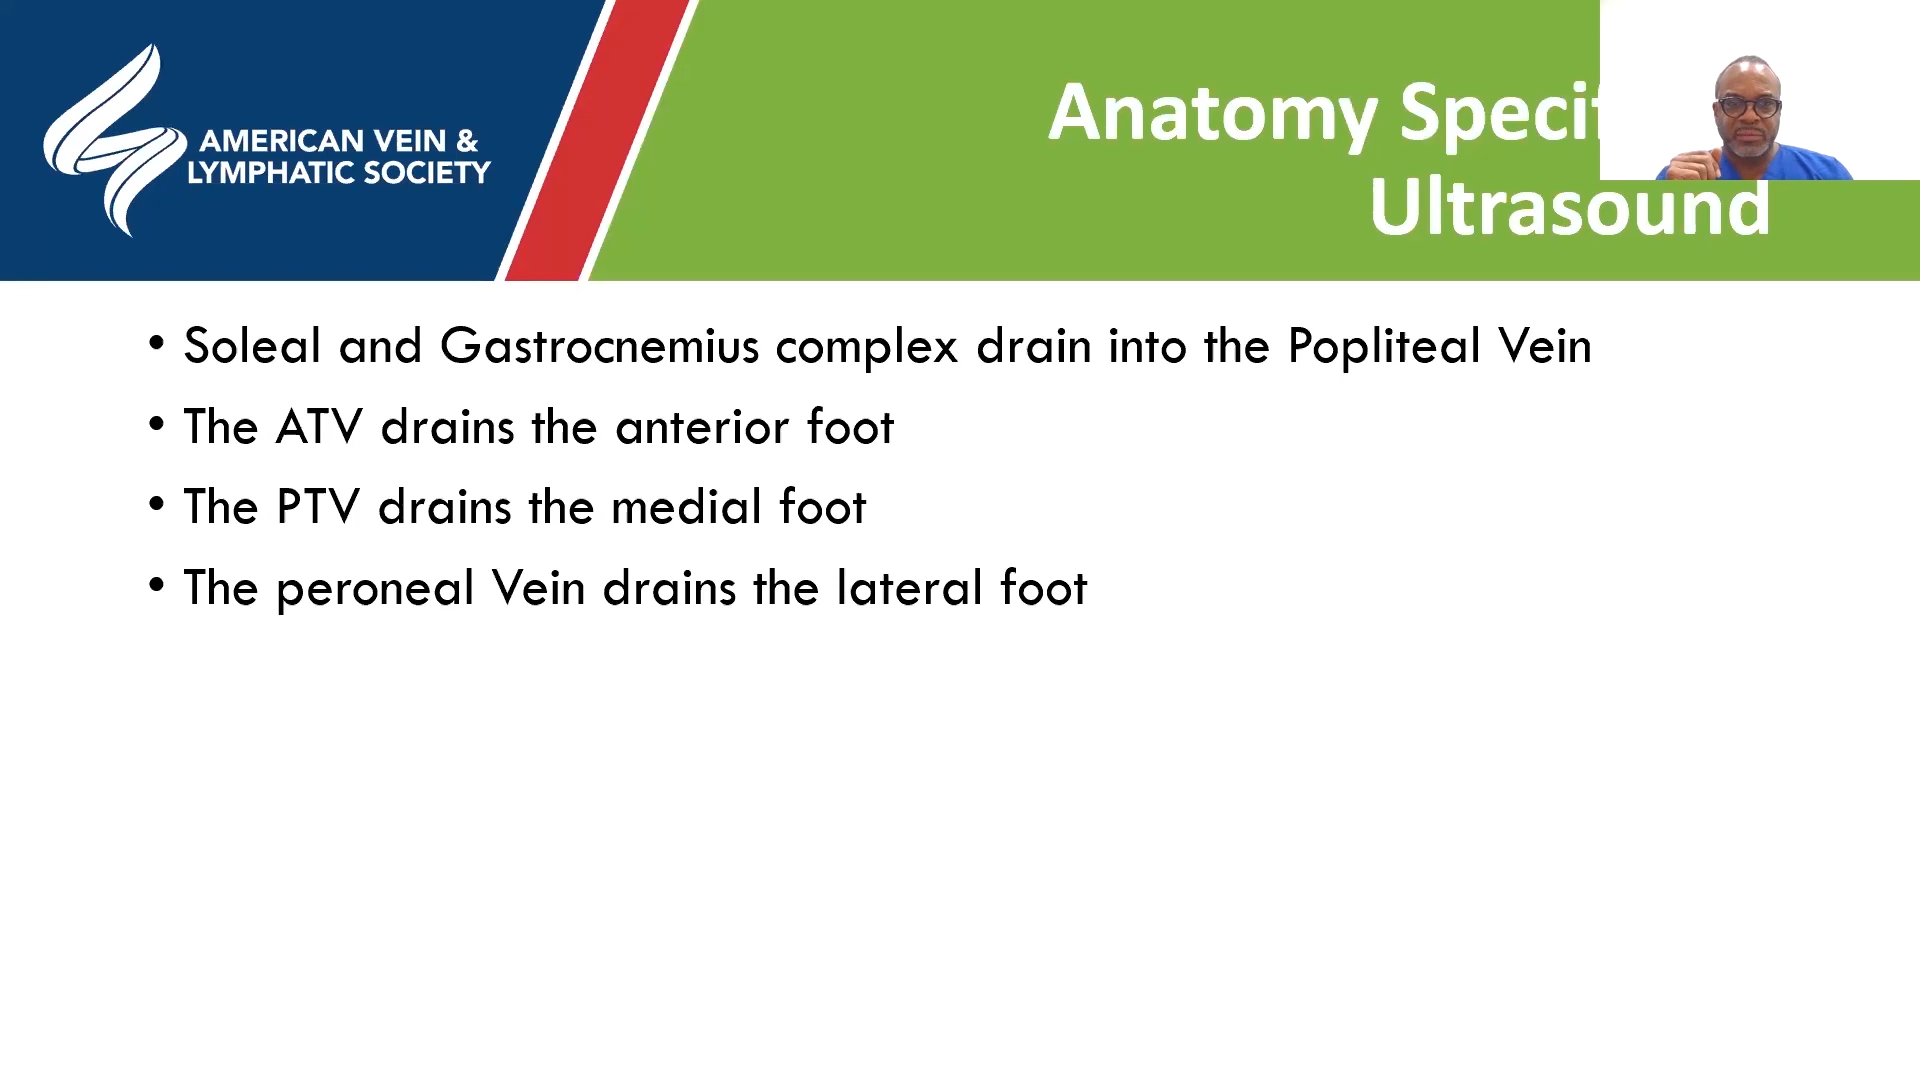 AMERICAN VEIN &
LYMPHATIC SOCIETY
Anatomy
Ultrasound
• Soleal and Gastrocnemius complex drain into the Popliteal Vein
• The ATV drains the anterior foot
• The PTV drains the medial foot
• The peroneal Vein drains the lateral foot